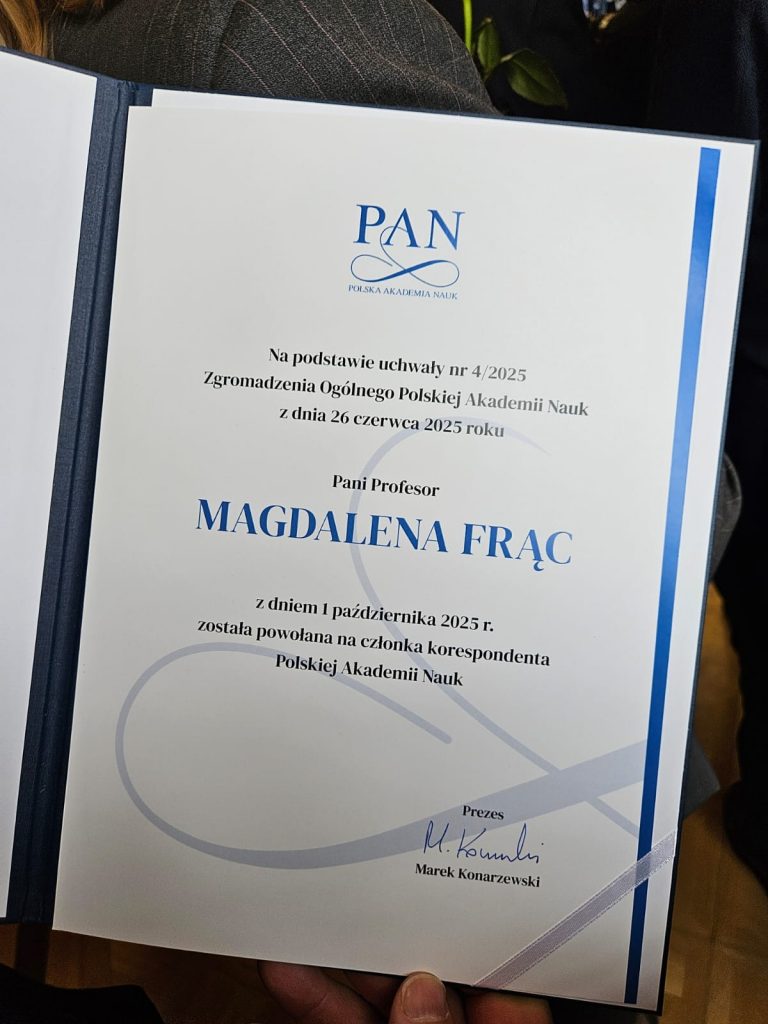 PAN
POLSKA AKADEMIA NAUK
Na podstawie uchwały nr 4/2025
Zgromadzenia Ogólnego Polskiej Akademii Nauk
z dnia 26 czerwca 2025 roku
Pani Profesor
MAGDALENA FRĄC
z dniem 1 października 2025 r.
została powołana na członka korespondenta
Polskiej Akademii Nauk
Prezes
M. Konarzewski
Marek Konarzewski